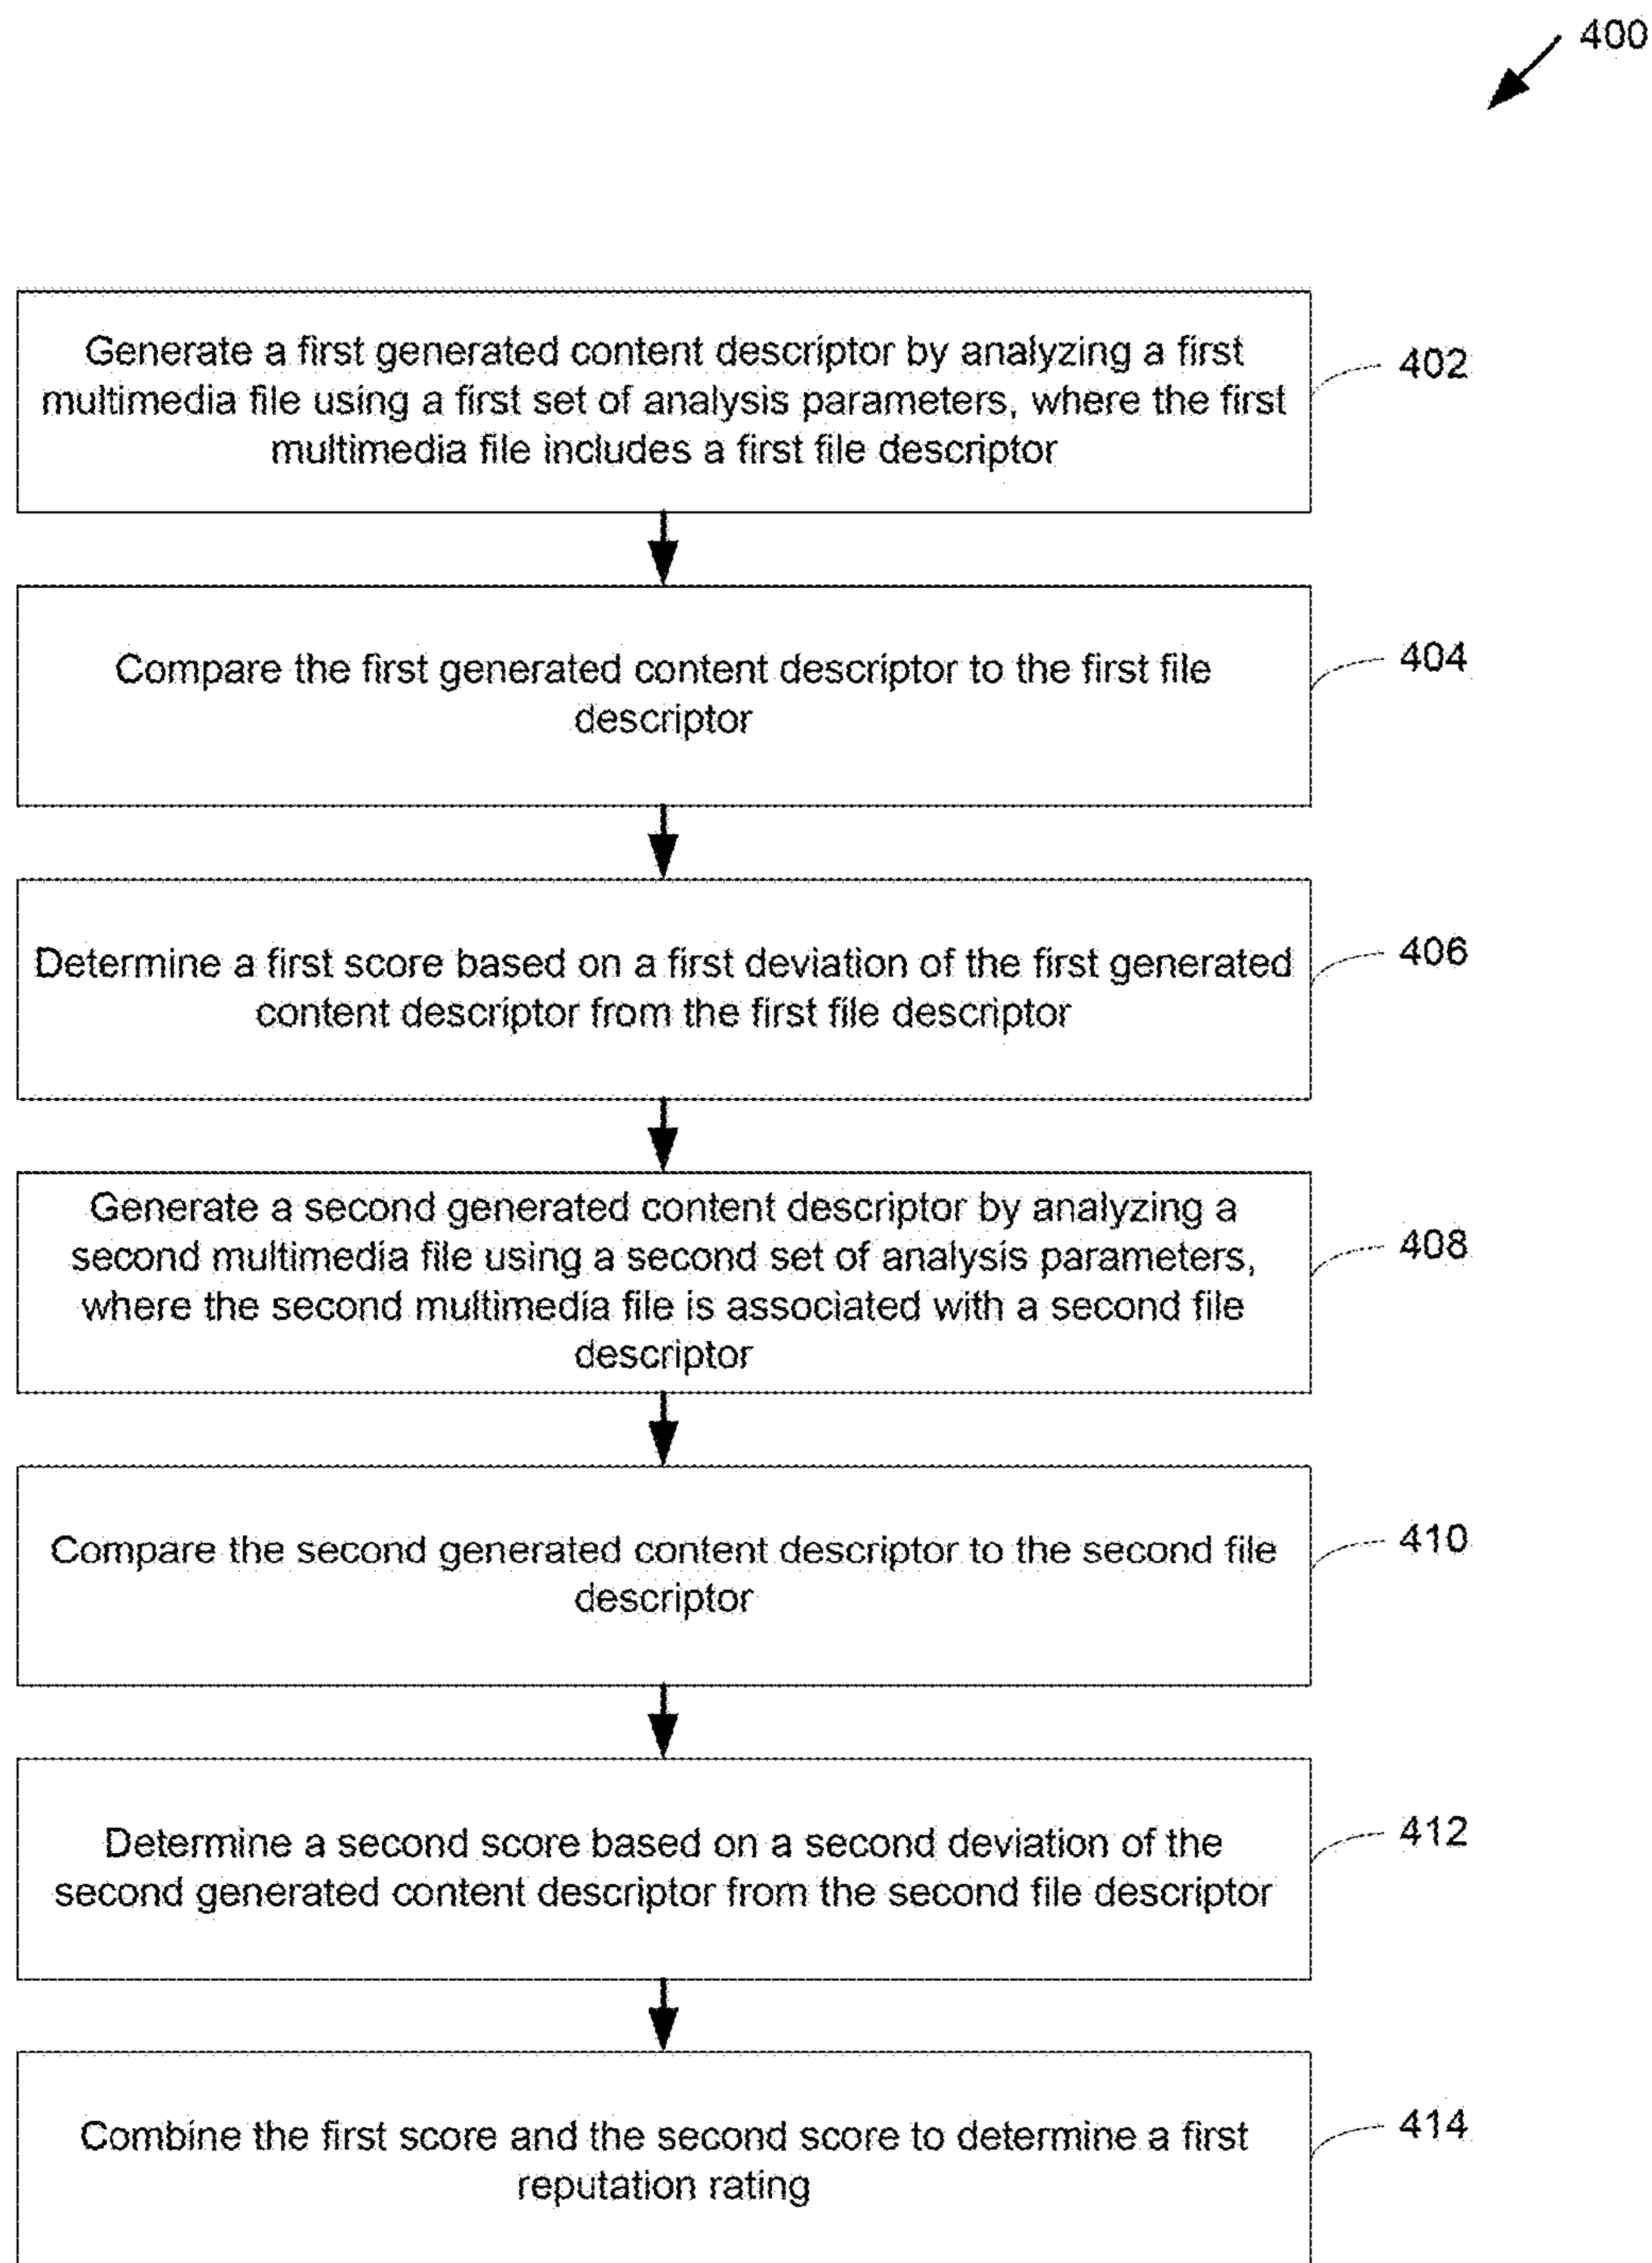 400
Generate a first generated content descriptor by analyzing a first
multimedia file using a first set of analysis parameters, where the first
multimedia file includes a first file descriptor
402
Compare the first generated content descriptor to the first file
descriptor
404
Determine a first score based on a first deviation of the first generated
content descriptor from the first file descriptor
406
Generate a second generated content descriptor by analyzing a
second multimedia file using a second set of analysis parameters,
where the second multimedia file is associated with a second file
descriptor
408
Compare the second generated content descriptor to the second file
descriptor
410
Determine a second score based on a second deviation of the
second generated content descriptor from the second file descriptor
412
Combine the first score and the second score to determine a first
reputation rating
414